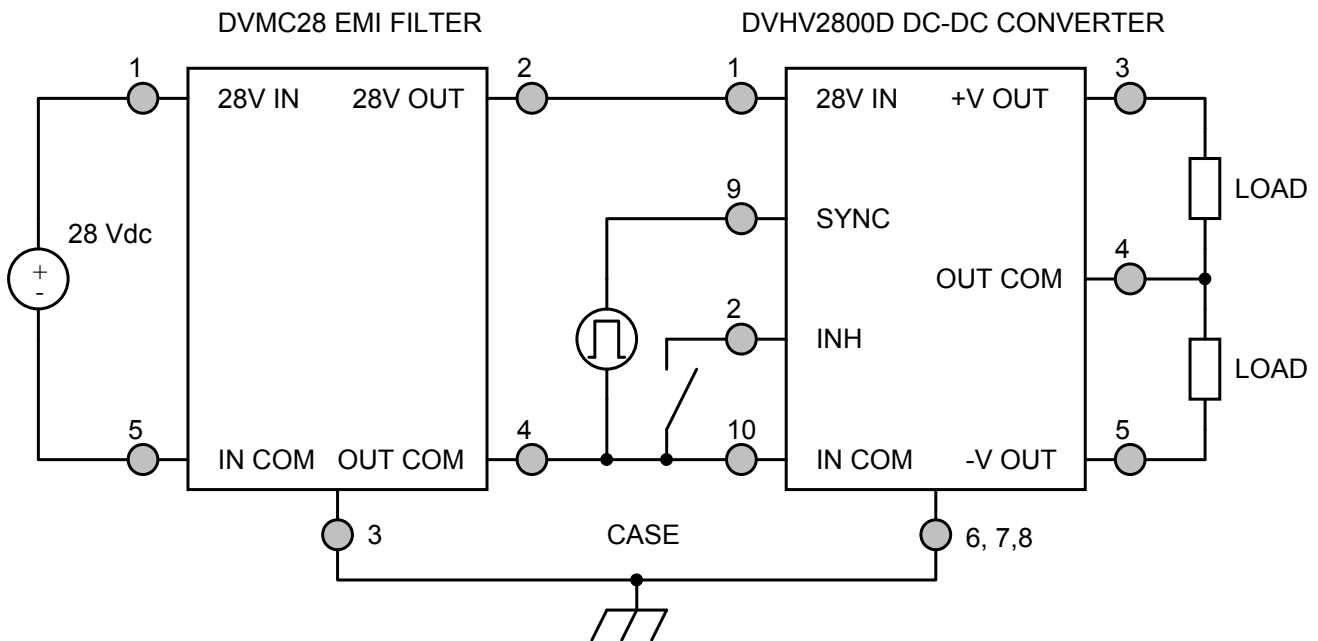 DVMC28 EMI FILTER
DVHV2800D DC-DC CONVERTER
1
2
1
3
28V IN
28V OUT
28V IN
+V OUT
9
LOAD
SYNC
28 Vdc
4
+
-
OUT COM
2
INH
LOAD
5
4
10
5
IN COM
OUT COM
IN COM
-V OUT
3
CASE
6, 7,8